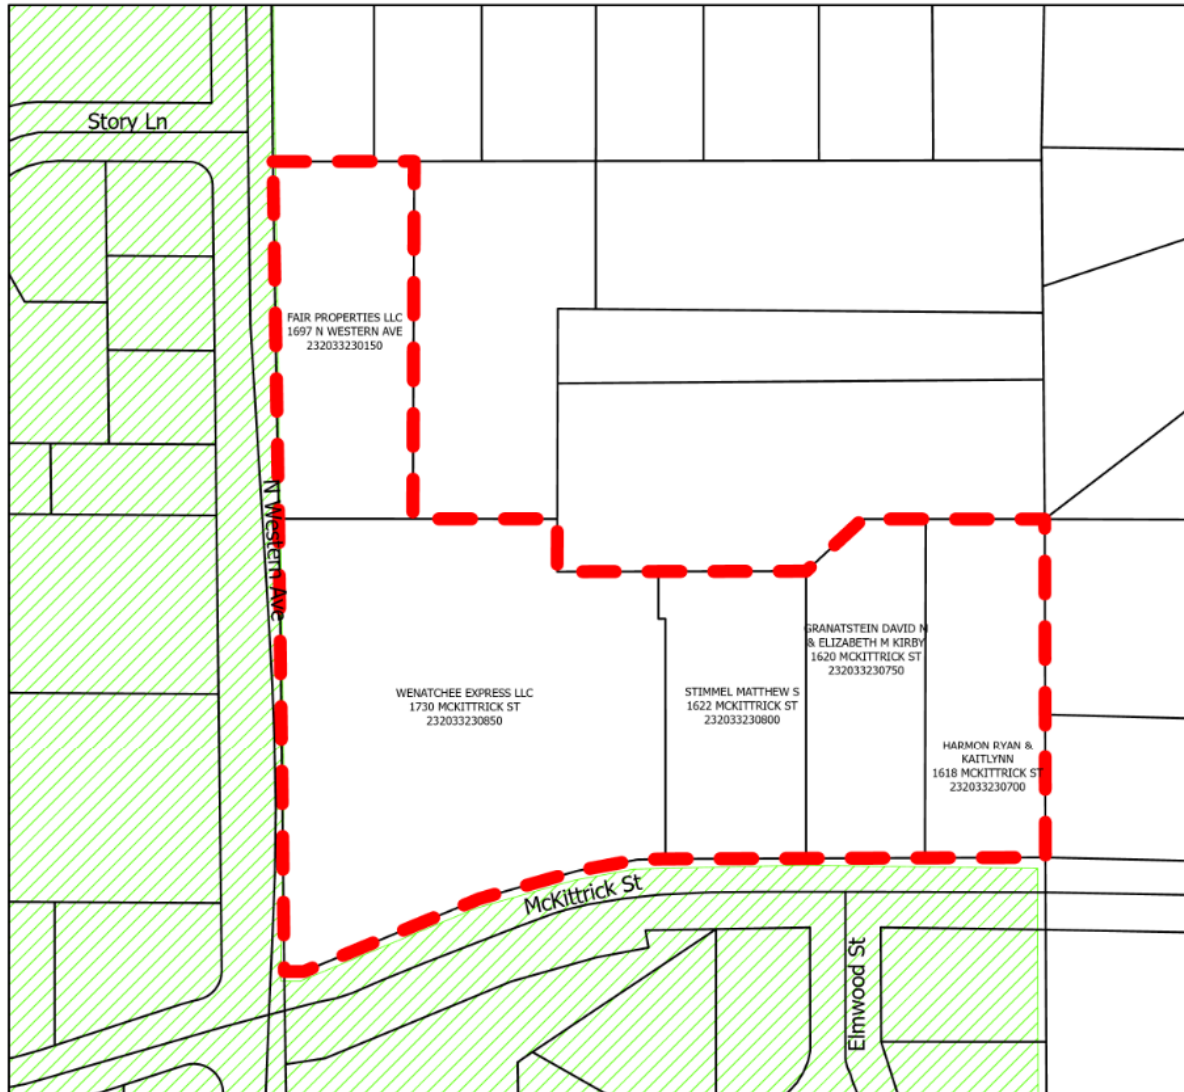 Story Ln
FAIR PROPERTIES LLC
1697 N WESTERN AVE
232033230150
N Western Ave
GRANATSTEIN DAVID M
& ELIZABETH M KIRBY
1620 MCKITTRICK ST
232033230750
WENATCHEE EXPRESS LLC
1730 MCKITTRICK ST
232033230850
STIMMEL MATTHEW S
1622 MCKITTRICK ST
232033230800
HARMON RYAN &
KAITLYNN
1618 MCKITTRICK ST
232033230700
McKittrick St
Elmwood St